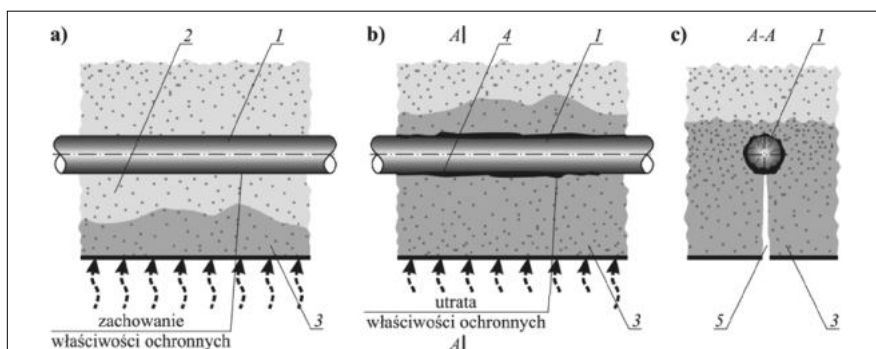 a)
2
1
zachowanie
właściwości ochronnych
3
b)
A
4
1
utrata
właściwości ochronnych
3
A
c)
A-A
1
5
3